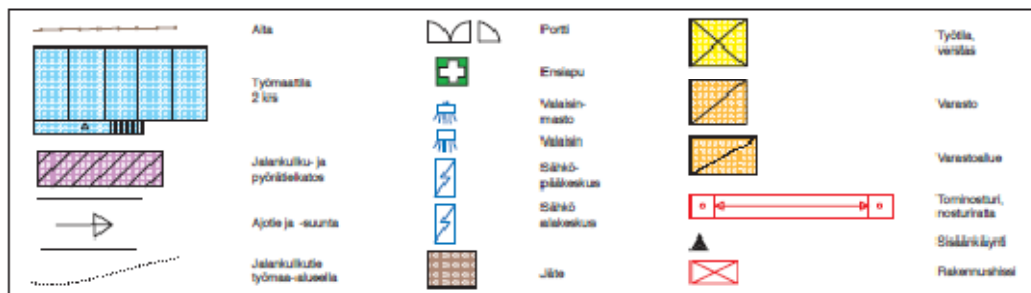 Aita
Työmaatila
2 krs
Jalankulku- ja
pyörätiekatos
Ajotie ja -suunta
Jalankulkutie
työmaa-alueella
Portti
Ensiapu
Valaisin-
masto
Valaisin
Sähkö-
pääkeskus
Sähkö
alakeskus
Jäte
Työtila,
verstas
Varasto
Varastoalue
Torninosturi,
nosturirata
Sisäänkäynti
Rakennushissi